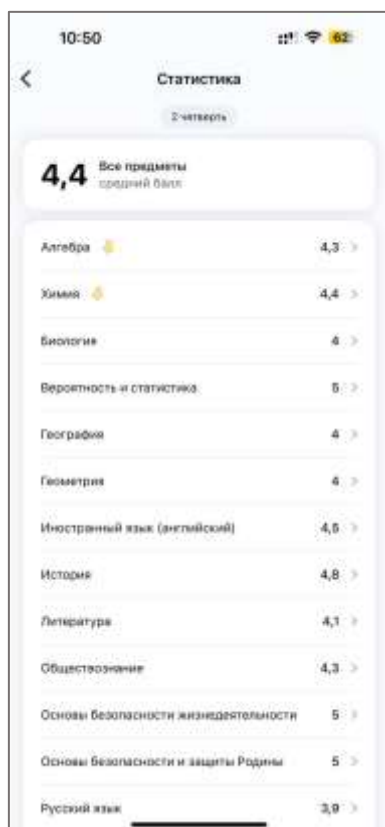 10:50
62
Статистика
2 четверть
4,4
Все предметы
средний балл
Алгебра 4,3
Химия 4,4
Биология 4
Вероятность и статистика 5
География 4
Геометрия 4
Иностранный язык (английский) 4,5
История 4,8
Литература 4,1
Обществознание 4,3
Основы безопасности жизнедеятельности 5
Основы безопасности и защиты Родины 5
Русский язык 3,9